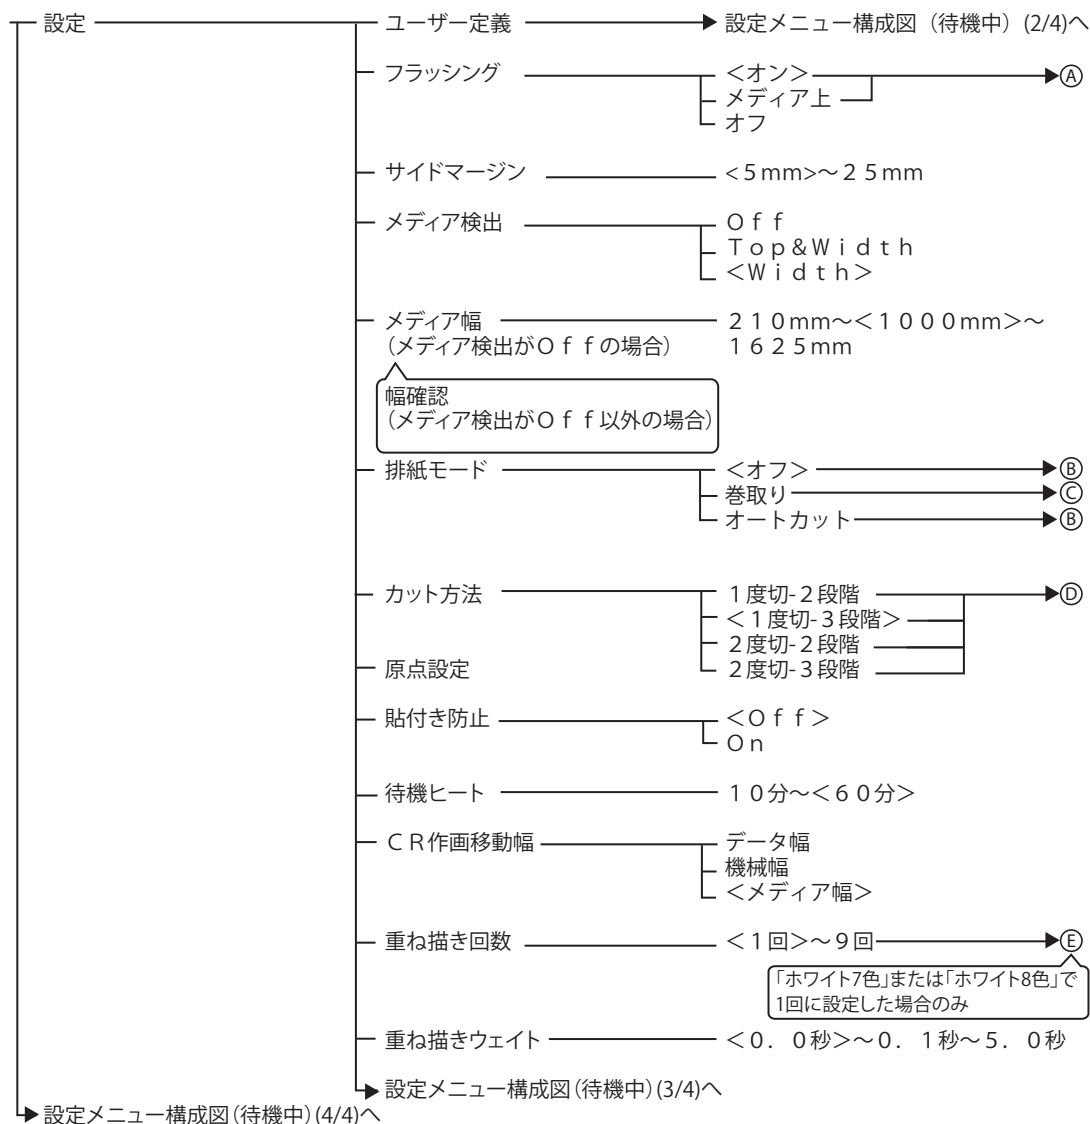 設定
ユーザー定義
設定メニュー構成図（待機中）(2/4)へ
フラッシング
＜オン＞
Ⓐ
メディア上
オフ
サイドマージン
<５mm>～２５mm
メディア検出
Ｏｆｆ
Ｔｏｐ&Ｗｉｄｔｈ
＜Ｗｉｄｔｈ＞
メディア幅
（メディア検出がＯｆｆの場合）
２１０mm～＜１０００mm＞～
１６２５mm
幅確認
（メディア検出がＯｆｆ以外の場合）
排紙モード
＜オフ＞
Ⓑ
巻取り
Ⓒ
オートカット
Ⓑ
カット方法
１度切-２段階
Ⓓ
＜１度切-３段階＞
２度切-２段階
２度切-３段階
原点設定
貼付き防止
＜Ｏｆｆ＞
Ｏｎ
待機ヒート
１０分～＜６０分＞
ＣＲ作画移動幅
データ幅
機械幅
＜メディア幅＞
重ね描き回数
＜１回＞～９回
Ⓔ
「ホワイト7色」または「ホワイト8色」で
1回に設定した場合のみ
重ね描きウェイト
＜０．０秒＞～０．１秒～５．０秒
設定メニュー構成図（待機中）(3/4)へ
設定メニュー構成図（待機中）(4/4)へ